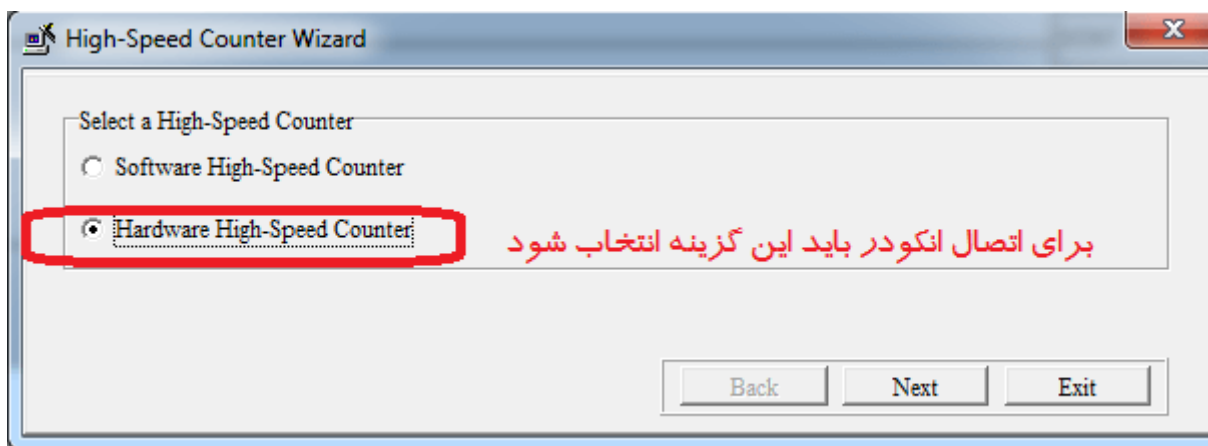 High-Speed Counter Wizard
Select a High-Speed Counter
Software High-Speed Counter
Hardware High-Speed Counter
برای اتصال انکودر باید این گزینه انتخاب شود
Back Next Exit